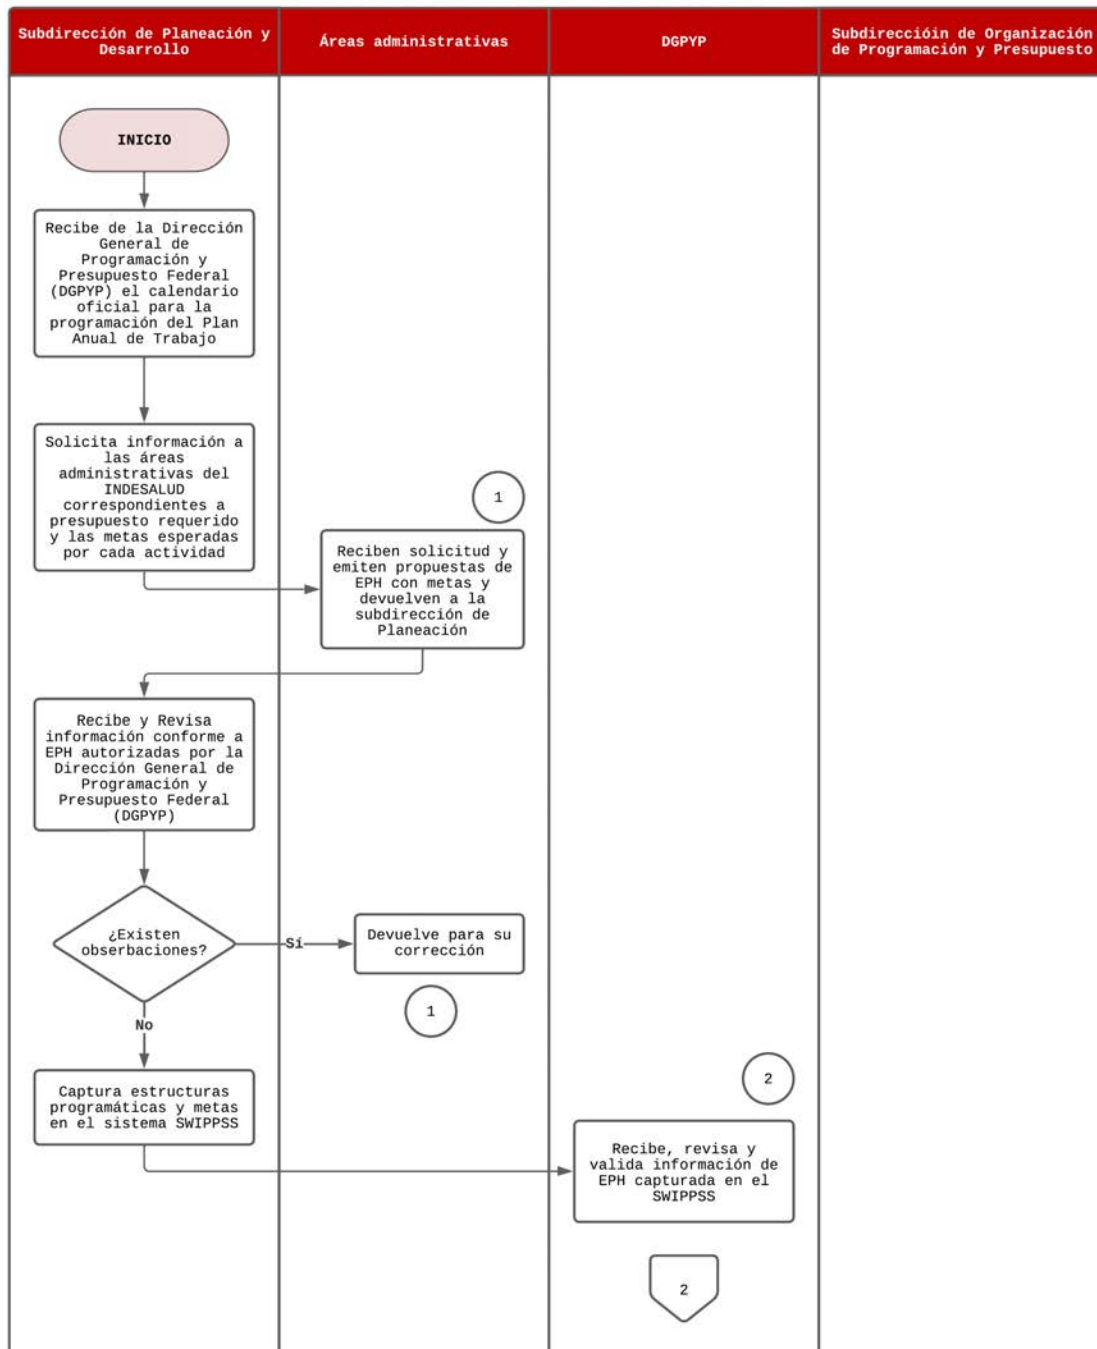 Subdirección de Planeación y
Desarrollo
Áreas administrativas
DGPYP
Subdireccióin de Organización
de Programación y Presupuesto
INICIO
Recibe de la Dirección
General de
Programación y
Presupuesto Federal
(DGPYP) el calendario
oficial para la
programación del Plan
Anual de Trabajo
Solicita información a
las áreas
administrativas del
INDESALUD
correspondientes a
presupuesto requerido
y las metas esperadas
por cada actividad
1
Reciben solicitud y
emiten propuestas de
EPH con metas y
devuelven a la
subdirección de
Planeación
Recibe y Revisa
información conforme a
EPH autorizadas por la
Dirección General de
Programación y
Presupuesto Federal
(DGPYP)
¿Existen
obserbaciones?
Sí
Devuelve para su
corrección
1
No
Captura estructuras
programáticas y metas
en el sistema SWIPPSS
2
Recibe, revisa y
valida información de
EPH capturada en el
SWIPPSS
2